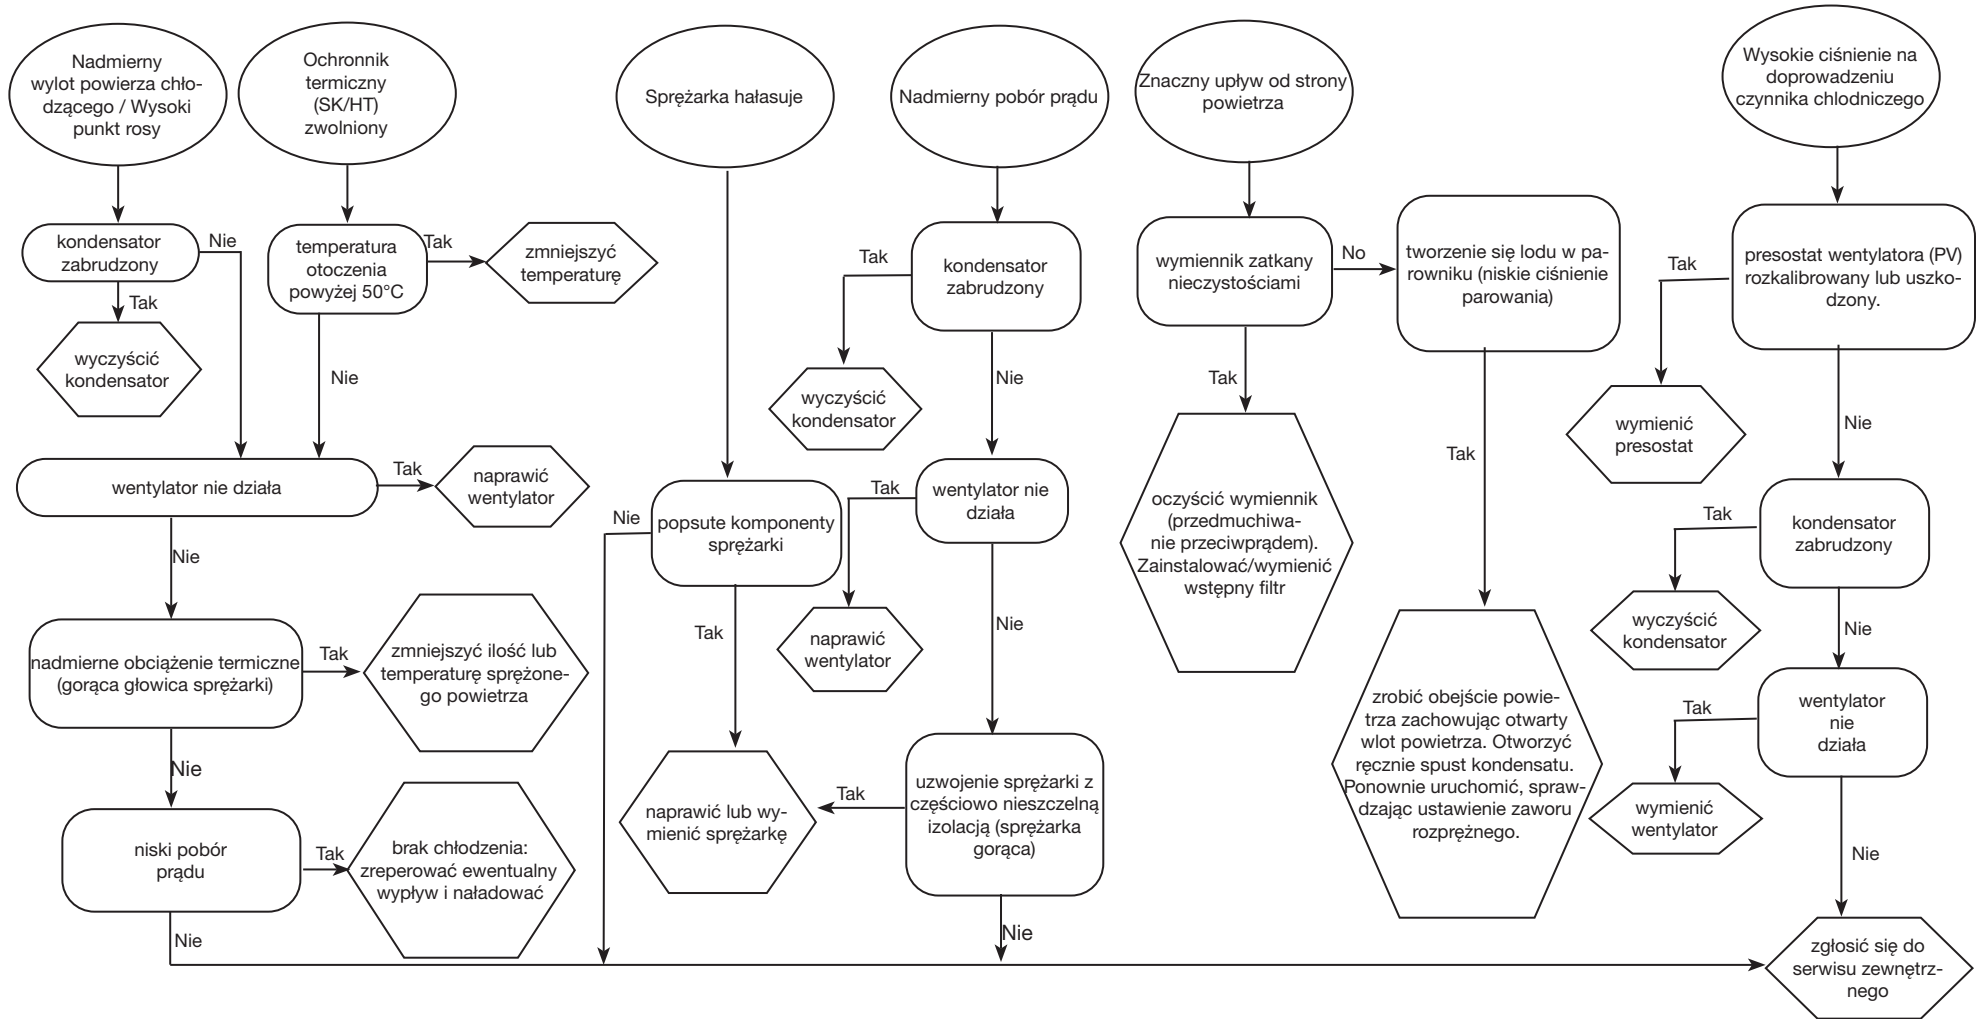 Nadmierny
wylot powierza chło-
dzącego / Wysoki
punkt rosy
Ochronnik
termiczny
(SK/HT)
zwolniony
Sprężarka hałasuje
Nadmierny pobór prądu
Znaczny upływ od strony
powietrza
Wysokie ciśnienie na
doprowadzeniu
czynnika chlodniczego
kondensator
zabrudzony
Nie
Tak
wyczyścić
kondensator
temperatura
otoczenia
powyżej 50°C
Tak
zmniejszyć
temperaturę
Nie
wentylator nie działa
Tak
naprawić
wentylator
Nie
nadmierne obciążenie termiczne
(gorąca głowica sprężarki)
Tak
zmniejszyć ilość lub
temperaturę sprężone-
go powietrza
Nie
niski pobór
prądu
Tak
brak chłodzenia:
zreperować ewentualny
wypływ i naładować
Nie
popsute komponenty
sprężarki
Nie
Tak
naprawić lub wy-
mienić sprężarkę
kondensator
zabrudzony
Tak
wyczyścić
kondensator
Nie
wentylator nie
działa
Tak
naprawić
wentylator
Nie
uzwojenie sprężarki z
częściowo nieszczelną
izolacją (sprężarka
gorąca)
Tak
Nie
wymiennik zatkany
nieczystościami
No
Tak
oczyścić wymiennik
(przedmuchiwa-
nie przeciwprądem).
Zainstalować/wymienić
wstępny filtr
tworzenie się lodu w pa-
rowniku (niskie ciśnienie
parowania)
Tak
zrobić obejście powie-
trza zachowując otwarty
wlot powietrza. Otworzyć
ręcznie spust kondensatu.
Ponownie uruchomić, spraw-
dzając ustawienie zaworu
rozprężnego.
presostat wentylatora (PV)
rozkalibrowany lub uszko-
dzony.
Tak
wymienić
presostat
Nie
kondensator
zabrudzony
Tak
wyczyścić
kondensator
Nie
wentylator
nie
działa
Tak
wymienić
wentylator
Nie
zgłosić się do
serwisu zewnętrz-
nego